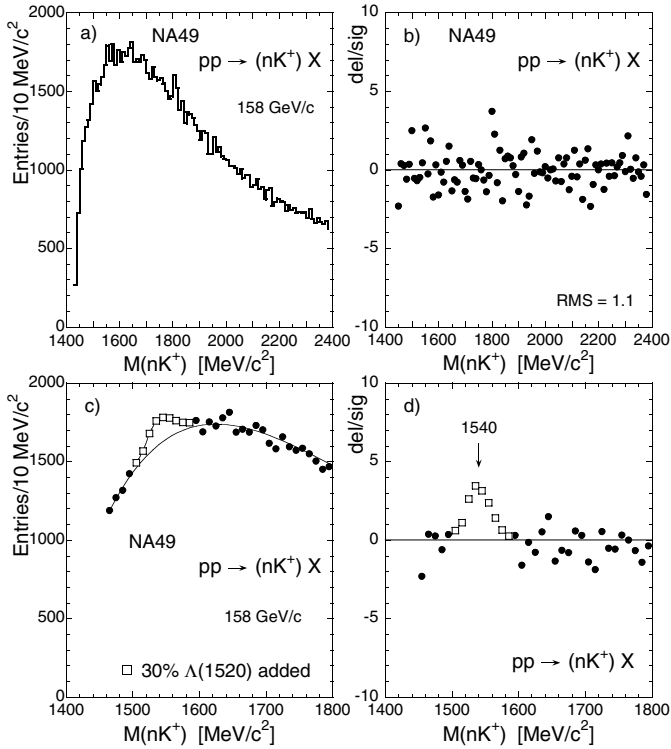 a)
NA49
pp → (nK⁺) X
158 GeV/c
Entries/10 MeV/c²
2000
1500
1000
500
0
1400 1600 1800 2000 2200 2400
M(nK⁺) [MeV/c²]
b)
NA49
pp → (nK⁺) X
RMS = 1.1
del/sig
10
5
0
-5
-10
1400 1600 1800 2000 2200 2400
M(nK⁺) [MeV/c²]
c)
NA49
pp → (nK⁺) X
158 GeV/c
□ 30% Λ(1520) added
Entries/10 MeV/c²
2000
1500
1000
500
0
1400 1500 1600 1700 1800
M(nK⁺) [MeV/c²]
d)
1540
pp → (nK⁺) X
del/sig
10
5
0
-5
-10
1400 1500 1600 1700 1800
M(nK⁺) [MeV/c²]